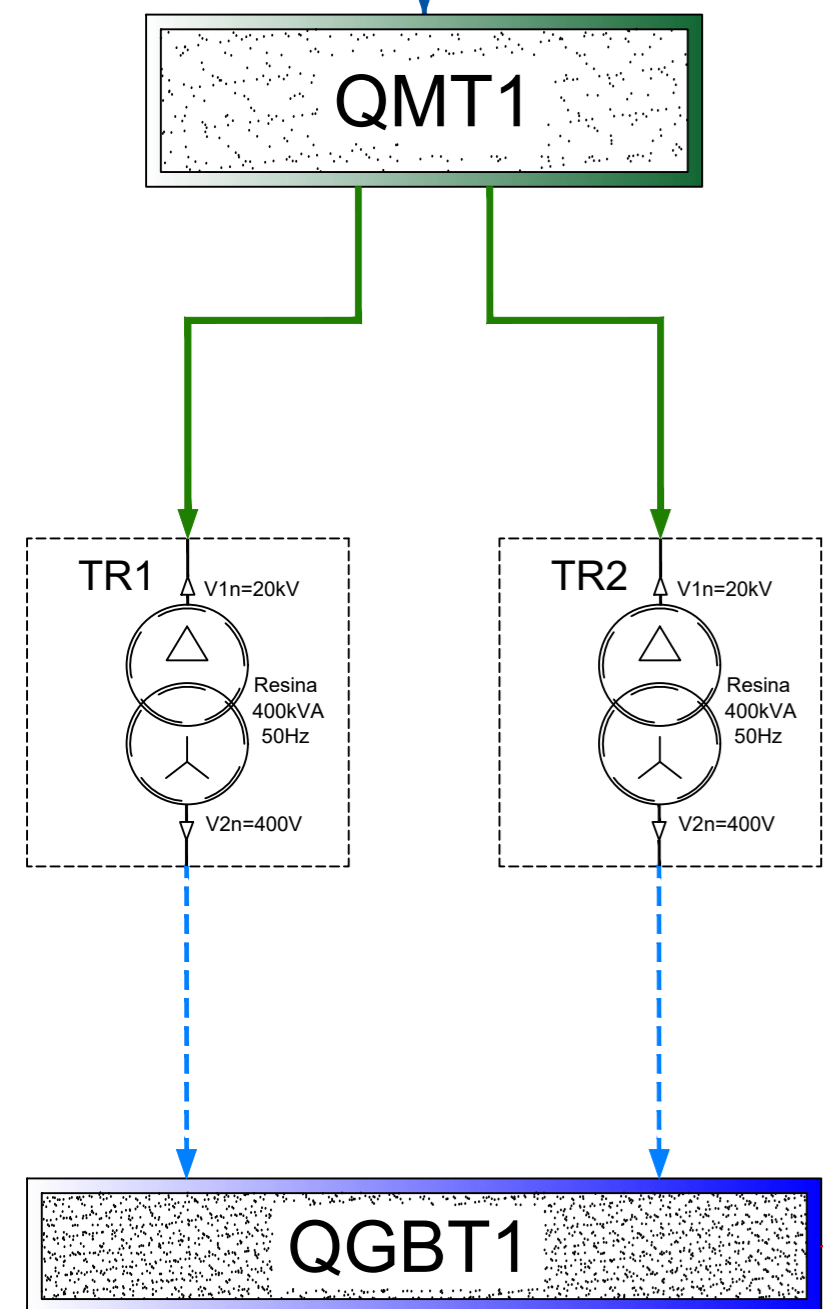 QMT1
TR1
V1n=20kV
Resina
400kVA
50Hz
V2n=400V
TR2
V1n=20kV
Resina
400kVA
50Hz
V2n=400V
QGBT1